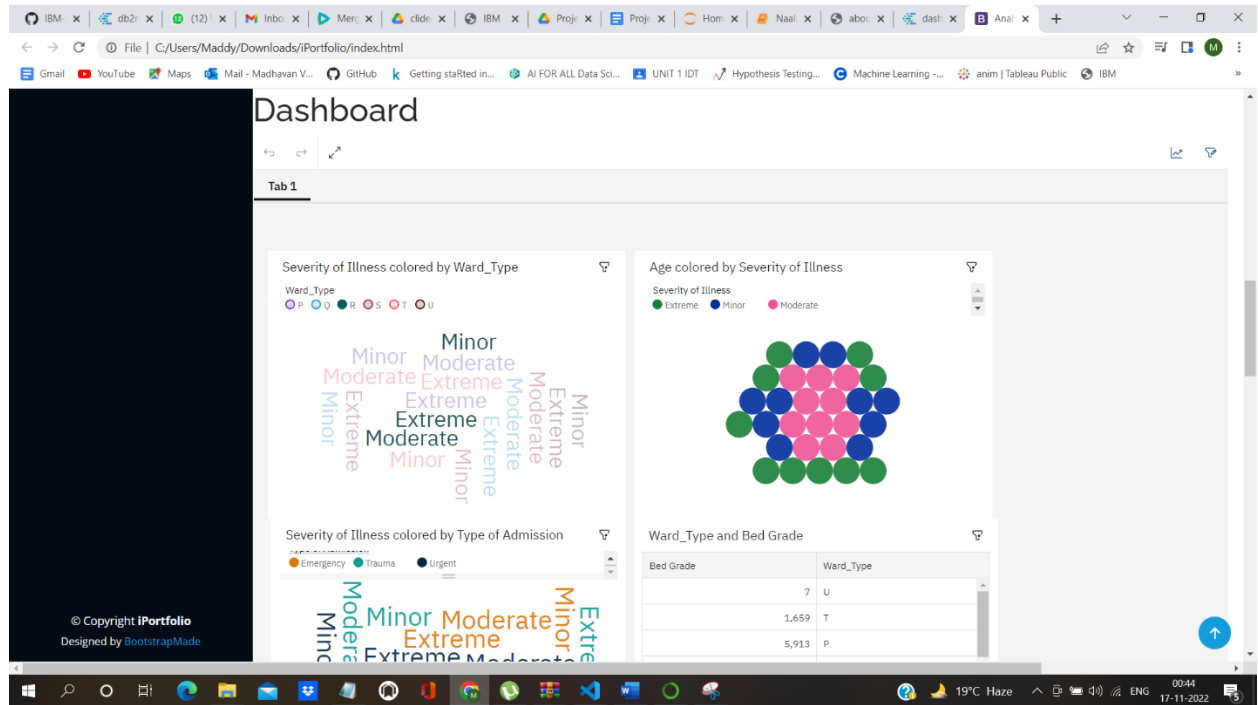 IBM- db2r (12) Inbo Merg clide IBM Proje Proje Hom Naal abou dash Anal
File | C:/Users/Maddy/Downloads/iPortfolio/index.html M
Gmail YouTube Maps Mail - Madhavan V... GitHub Getting staRted in... AI FOR ALL Data Sci... UNIT 1 IDT Hypothesis Testing... Machine Learning -... anim | Tableau Public IBM »
Dashboard
Tab 1
Severity of Illness colored by Ward_Type
Ward_Type
P Q R S T U
Minor
Minor
Moderate
Moderate
Extreme
Extreme
Extreme
Moderate
Minor
Minor
Extreme
Minor
Extreme
Moderate
Moderate
Extreme
Minor
Age colored by Severity of Illness
Severity of Illness
Extreme Minor Moderate
Severity of Illness colored by Type of Admission
Emergency Trauma Urgent
Minor
Moderate
Extreme
Minor
Extreme
Moderate
Ward_Type and Bed Grade
Bed Grade Ward_Type
7 U
1,659 T
5,913 P
© Copyright iPortfolio
Designed by BootstrapMade
19°C Haze ENG 00:44
17-11-2022 5